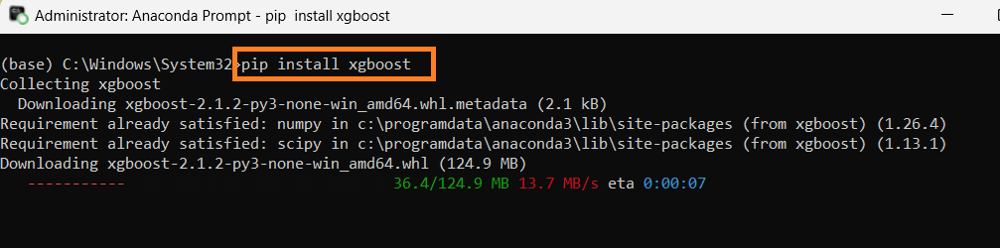 Administrator: Anaconda Prompt - pip  install xgboost
(base) C:\Windows\System32>pip install xgboost
Collecting xgboost
  Downloading xgboost-2.1.2-py3-none-win_amd64.whl.metadata (2.1 kB)
Requirement already satisfied: numpy in c:\programdata\anaconda3\lib\site-packages (from xgboost) (1.26.4)
Requirement already satisfied: scipy in c:\programdata\anaconda3\lib\site-packages (from xgboost) (1.13.1)
Downloading xgboost-2.1.2-py3-none-win_amd64.whl (124.9 MB)
   ----------- 36.4/124.9 MB 13.7 MB/s eta 0:00:07